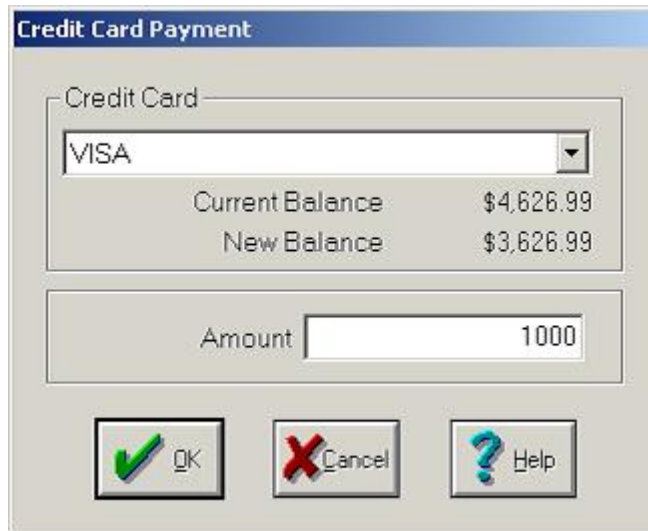 Credit Card Payment
Credit Card
VISA
Current Balance $4,626.99
New Balance $3,626.99
Amount 1000
OK Cancel Help